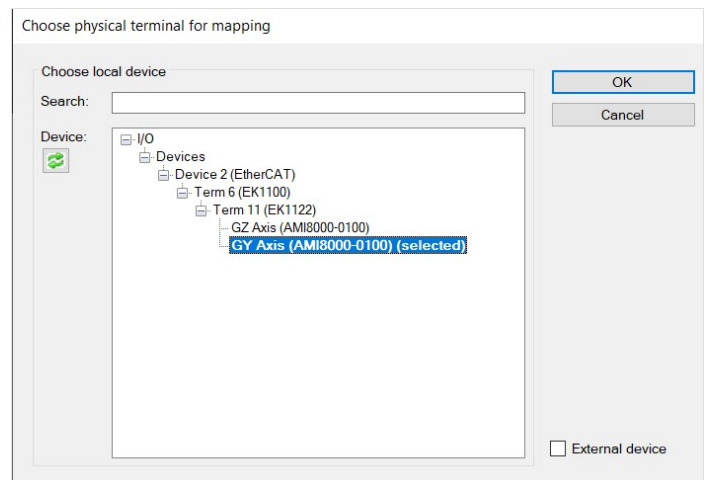 Choose physical terminal for mapping
Choose local device
OK
Search:
Cancel
Device:
I/O
Devices
Device 2 (EtherCAT)
Term 6 (EK1100)
Term 11 (EK1122)
GZ Axis (AMI8000-0100)
GY Axis (AMI8000-0100) (selected)
External device